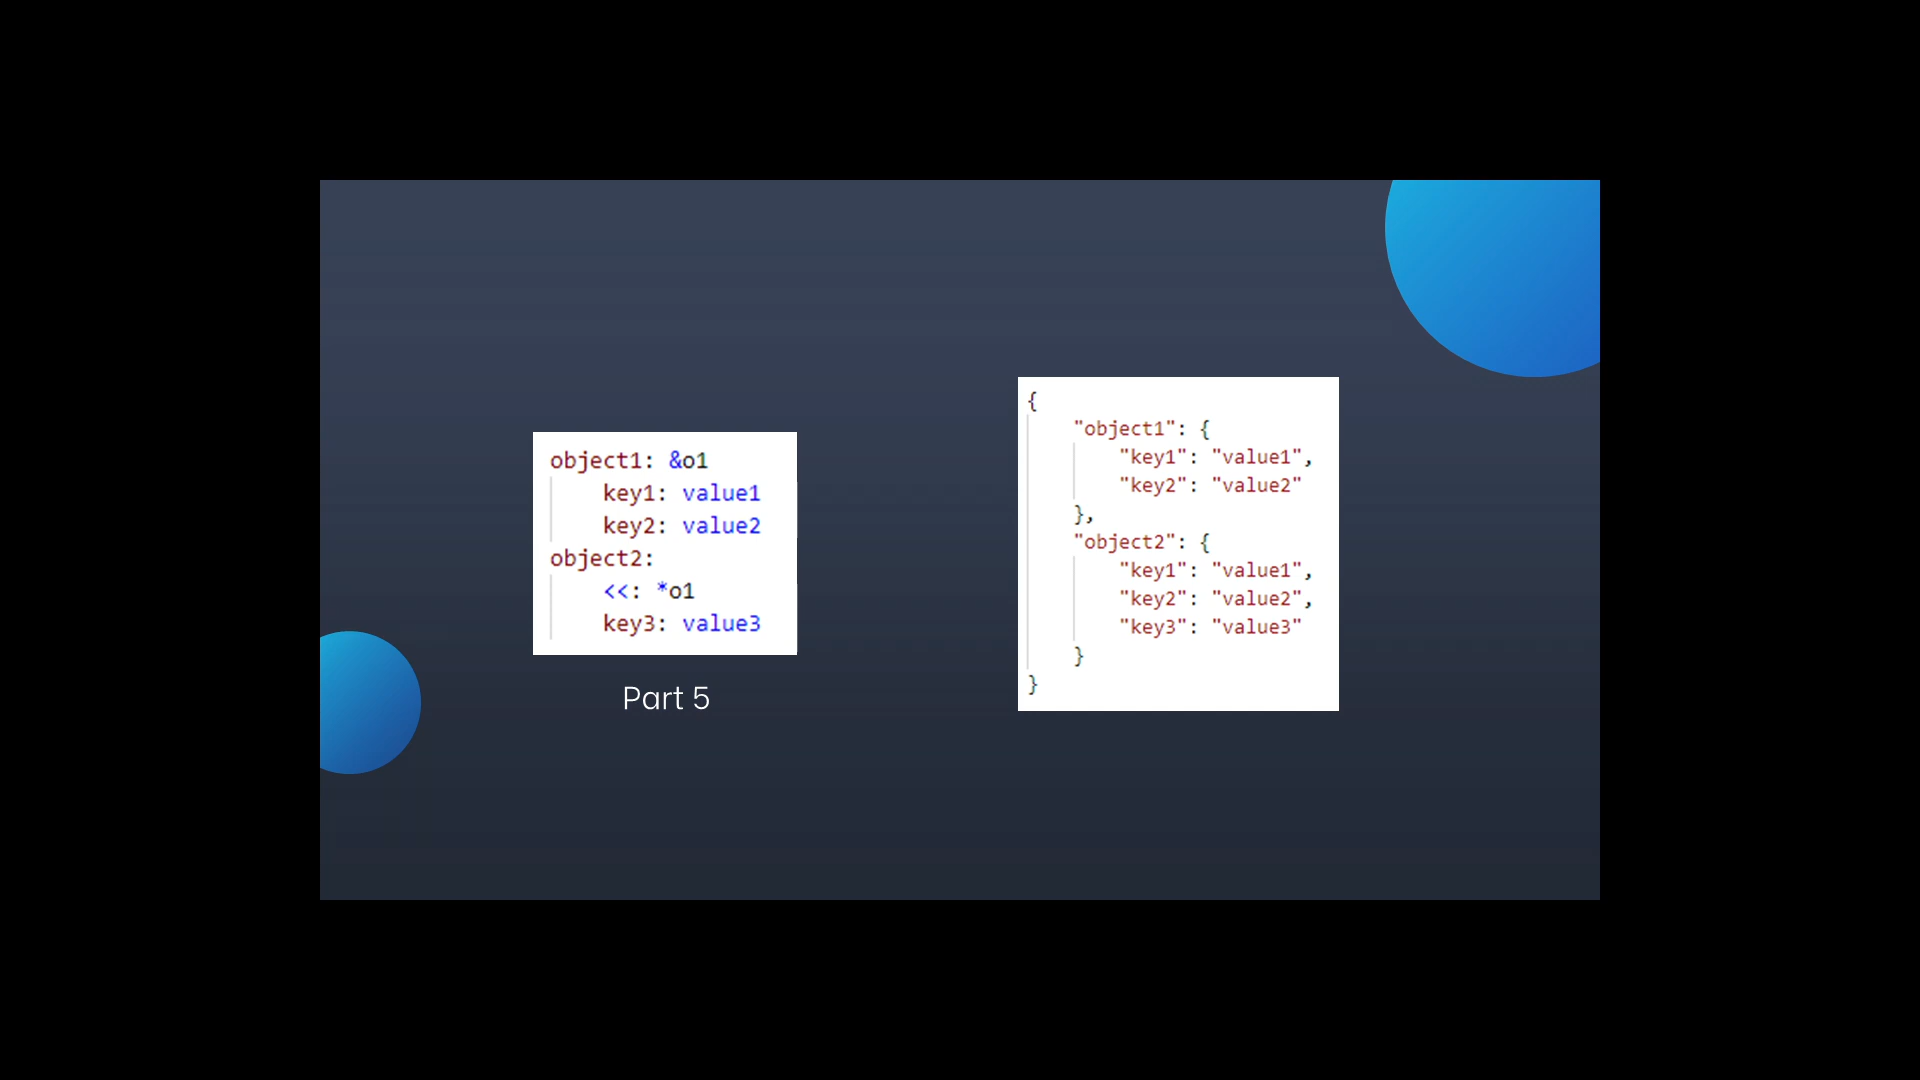 object1: &o1
key1: value1
key2: value2
object2:
<<: *o1
key3: value3
Part 5
{
"object1": {
"key1": "value1",
"key2": "value2"
},
"object2": {
"key1": "value1",
"key2": "value2",
"key3": "value3"
}
}